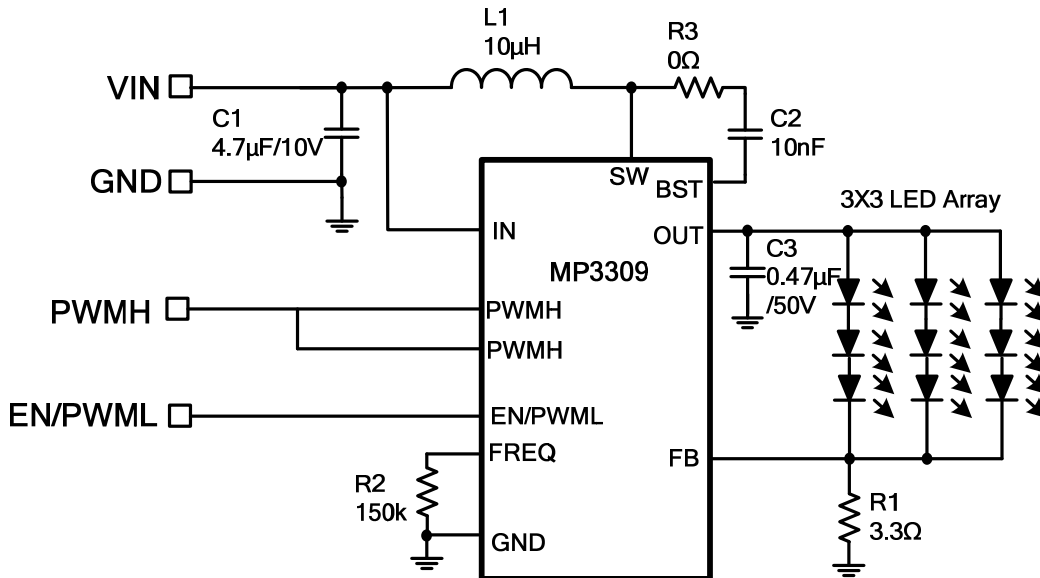 L1
10µH
R3
0Ω
VIN
C1
4.7µF/10V
C2
10nF
GND
SW
BST
3X3 LED Array
IN
OUT
MP3309
C3
0.47µF
/50V
PWMH
PWMH
PWMH
EN/PWML
EN/PWML
FREQ
FB
R2
150k
R1
3.3Ω
GND